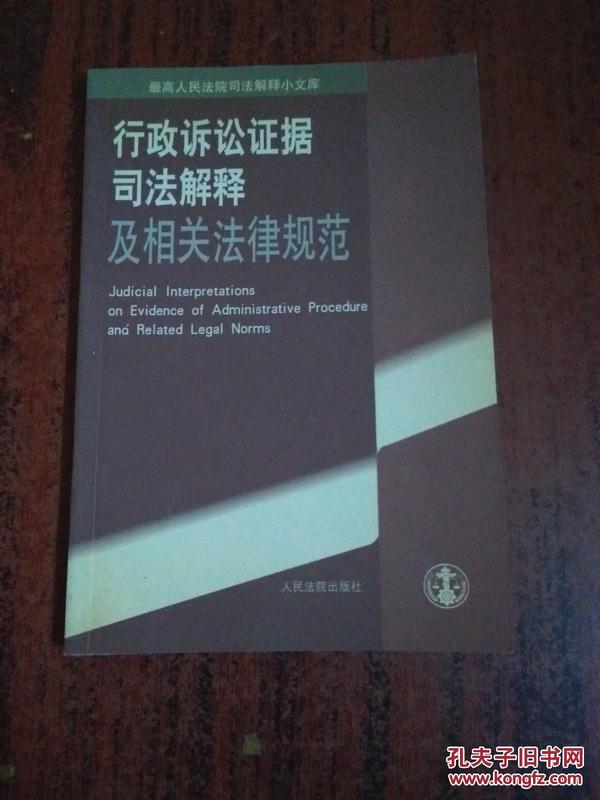 最高人民法院司法解释小文库
行政诉讼证据
司法解释
及相关法律规范
Judicial Interpretations
on Evidence of Administrative Procedure
and Related Legal Norms
人民法院出版社
孔夫子旧书网
www.kongfz.com